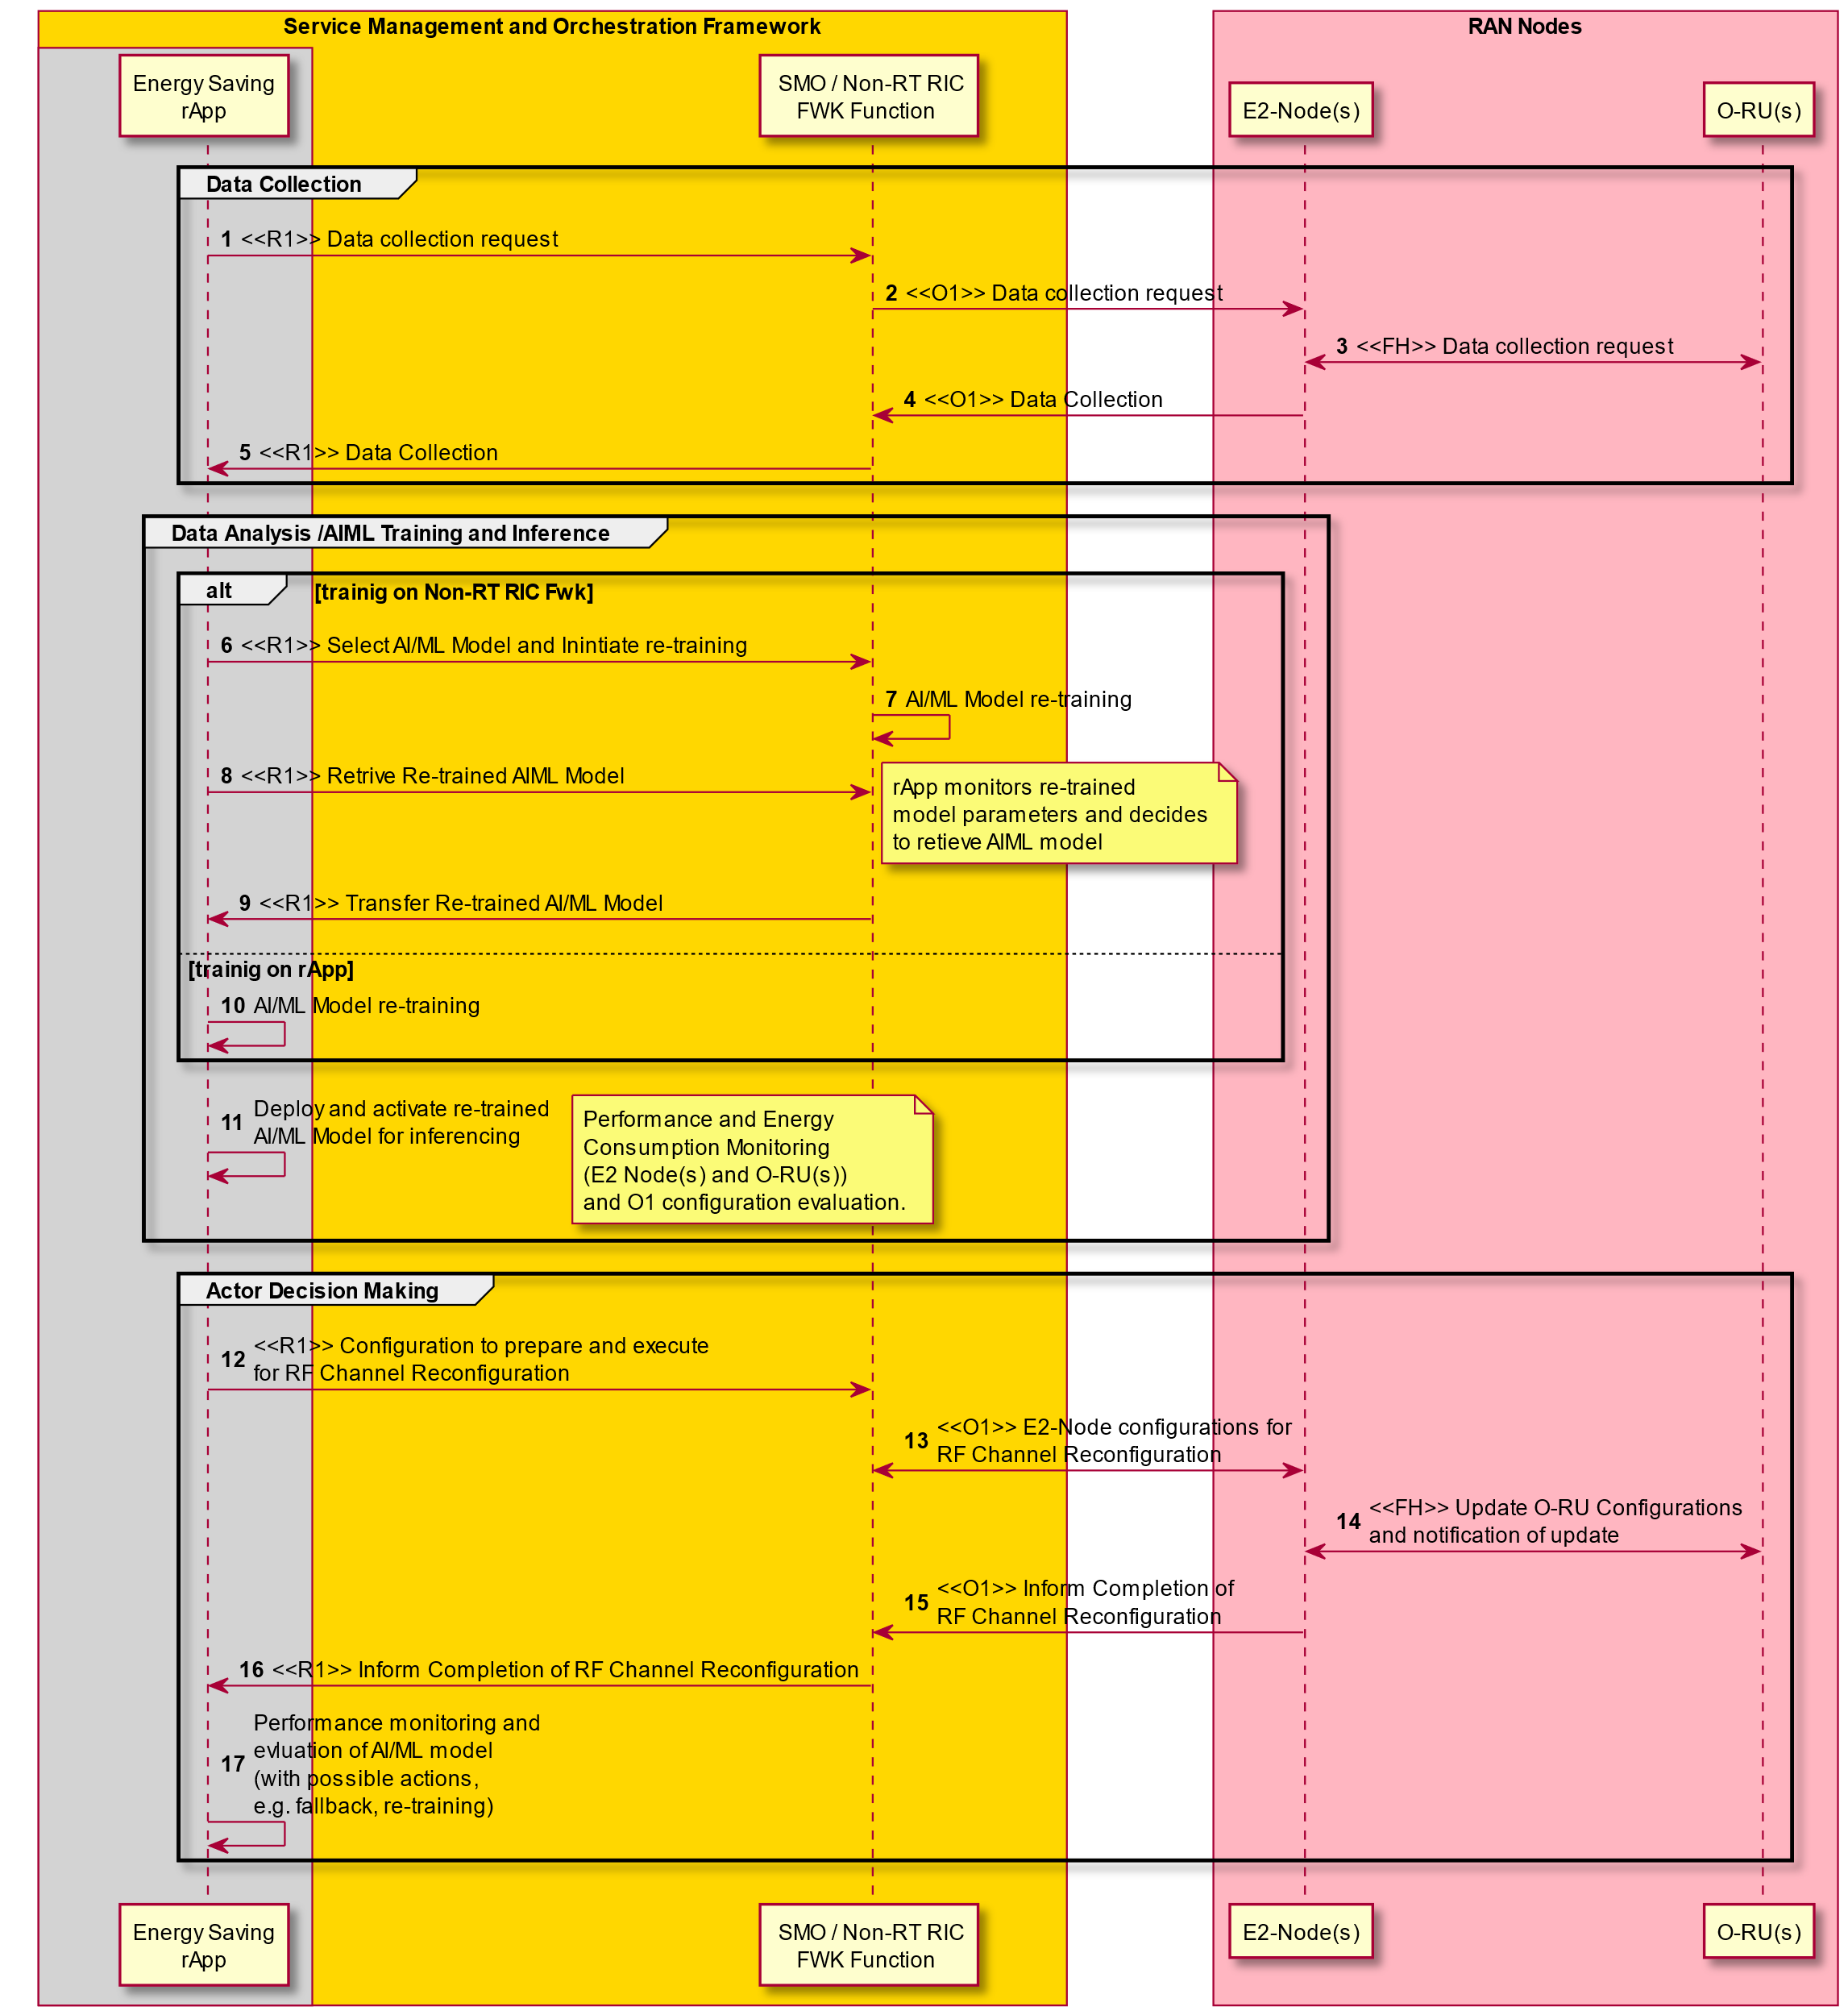 Service Management and Orchestration Framework
RAN Nodes
Energy Saving
rApp
SMO / Non-RT RIC
FWK Function
E2-Node(s)
O-RU(s)
Data Collection
1 <<R1>> Data collection request
2 <<O1>> Data collection request
3 <<FH>> Data collection request
4 <<O1>> Data Collection
5 <<R1>> Data Collection
Data Analysis /AIML Training and Inference
alt [trainig on Non-RT RIC Fwk]
6 <<R1>> Select AI/ML Model and Inintiate re-training
7 AI/ML Model re-training
8 <<R1>> Retrive Re-trained AIML Model
rApp monitors re-trained
model parameters and decides
to retieve AIML model
9 <<R1>> Transfer Re-trained AI/ML Model
[trainig on rApp]
10 AI/ML Model re-training
11 Deploy and activate re-trained
AI/ML Model for inferencing
Performance and Energy
Consumption Monitoring
(E2 Node(s) and O-RU(s))
and O1 configuration evaluation.
Actor Decision Making
12 <<R1>> Configuration to prepare and execute
for RF Channel Reconfiguration
13 <<O1>> E2-Node configurations for
RF Channel Reconfiguration
14 <<FH>> Update O-RU Configurations
and notification of update
15 <<O1>> Inform Completion of
RF Channel Reconfiguration
16 <<R1>> Inform Completion of RF Channel Reconfiguration
17 Performance monitoring and
evluation of AI/ML model
(with possible actions,
e.g. fallback, re-training)
Energy Saving
rApp
SMO / Non-RT RIC
FWK Function
E2-Node(s)
O-RU(s)